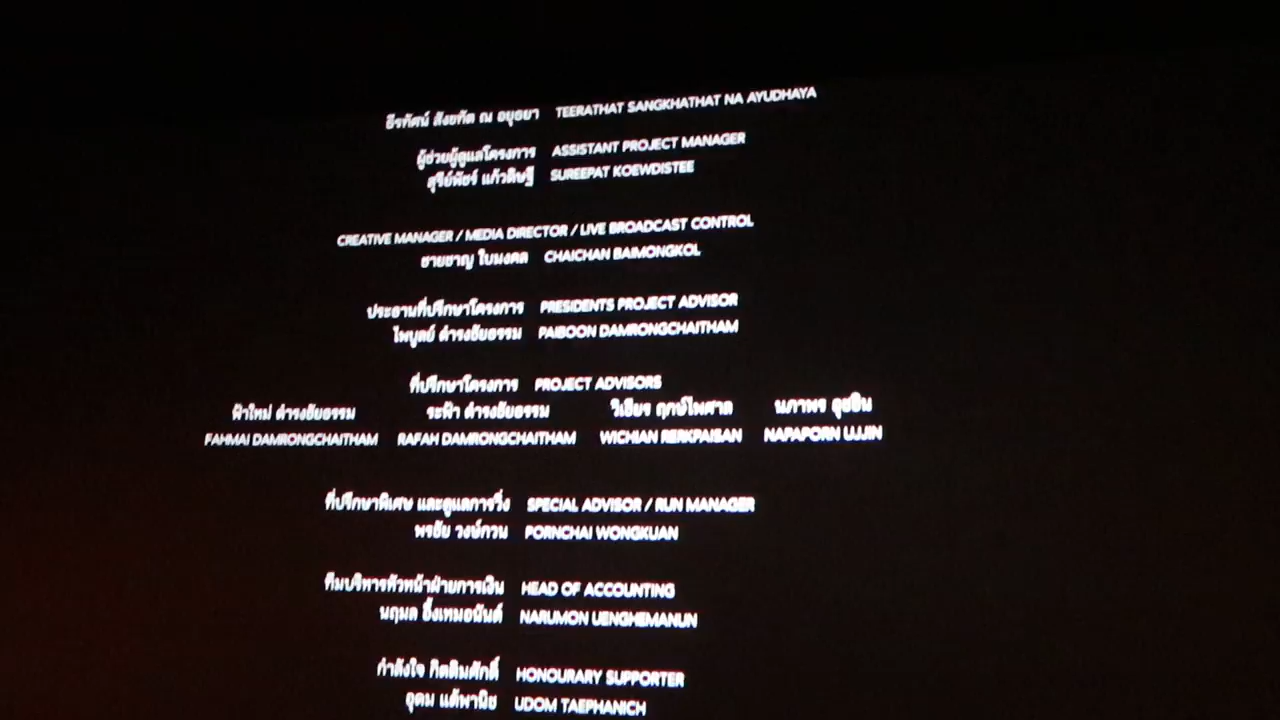 ธีรทัศน์ สังขทัต ณ อยุธยา TEERATHAT SANGKHATHAT NA AYUDHAYA
ผู้ช่วยผู้ดูแลโครงการ ASSISTANT PROJECT MANAGER
สุรีย์พัชร์ แก้วดิษฐี SUREEPAT KOEWDISTEE
CREATIVE MANAGER / MEDIA DIRECTOR / LIVE BROADCAST CONTROL
ชายชาญ ใบมงคล CHAICHAN BAIMONGKOL
ประธานที่ปรึกษาโครงการ PRESIDENTS PROJECT ADVISOR
ไพบูลย์ ดำรงชัยธรรม PAIBOON DAMRONGCHAITHAM
ที่ปรึกษาโครงการ PROJECT ADVISORS
ฟ้าใหม่ ดำรงชัยธรรม ระฟ้า ดำรงชัยธรรม วิเชียร ฤกษ์ไพศาล นภาพร อุชชิน
FAHMAI DAMRONGCHAITHAM RAFAH DAMRONGCHAITHAM WICHIAN RERKPAISAN NAPAPORN UJJIN
ที่ปรึกษาพิเศษ และดูแลการวิ่ง SPECIAL ADVISOR / RUN MANAGER
พรชัย วงษ์กวน PORNCHAI WONGKUAN
ทีมบริหารหัวหน้าฝ่ายการเงิน HEAD OF ACCOUNTING
นฤมล อึ้งเหมอนันต์ NARUMON UENGHEMANUN
กำลังใจ กิตติมศักดิ์ HONOURARY SUPPORTER
อุดม แต้พานิช UDOM TAEPHANICH